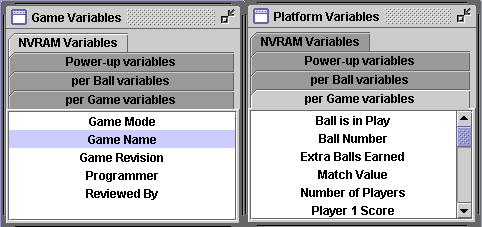 Game Variables
NVRAM Variables
Power-up variables
per Ball variables
per Game variables
Game Mode
Game Name
Game Revision
Programmer
Reviewed By
Platform Variables
NVRAM Variables
Power-up variables
per Ball variables
per Game variables
Ball is in Play
Ball Number
Extra Balls Earned
Match Value
Number of Players
Player 1 Score